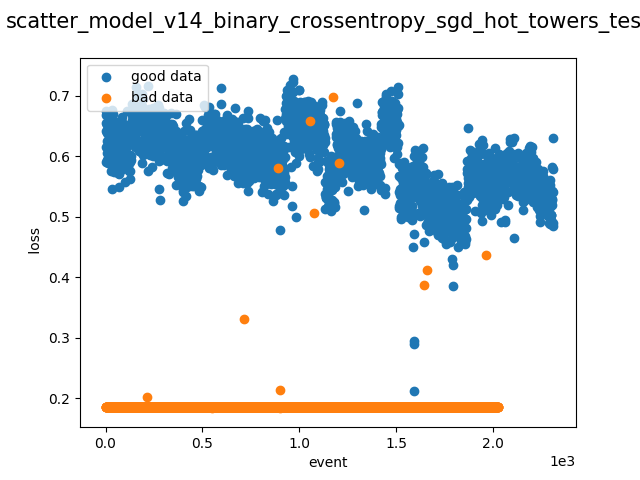 scatter_model_v14_binary_crossentropy_sgd_hot_towers_tes
good data
bad data
0.7
0.6
0.5
0.4
0.3
0.2
loss
0.0 0.5 1.0 1.5 2.0
event
1e3